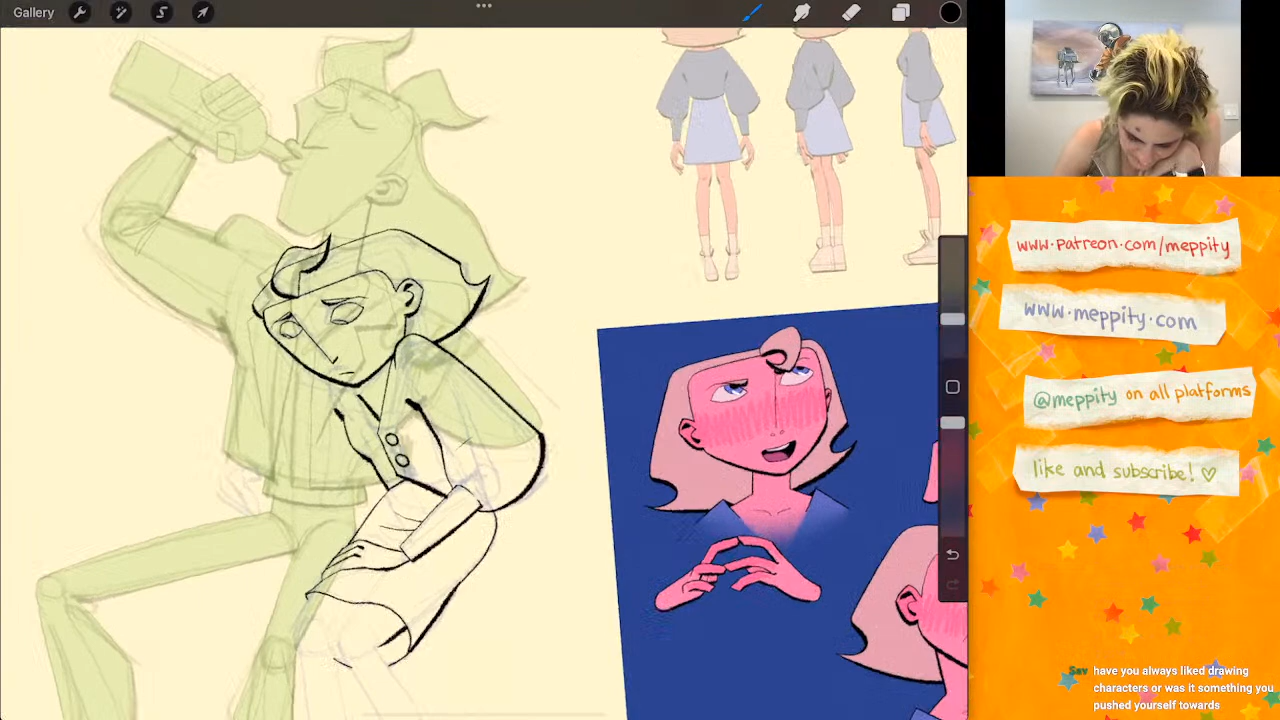 Gallery
www.patreon.com/meppity
www.meppity.com
@meppity on all platforms
like and subscribe! ♡
Sav have you always liked drawing
characters or was it something you
pushed yourself towards